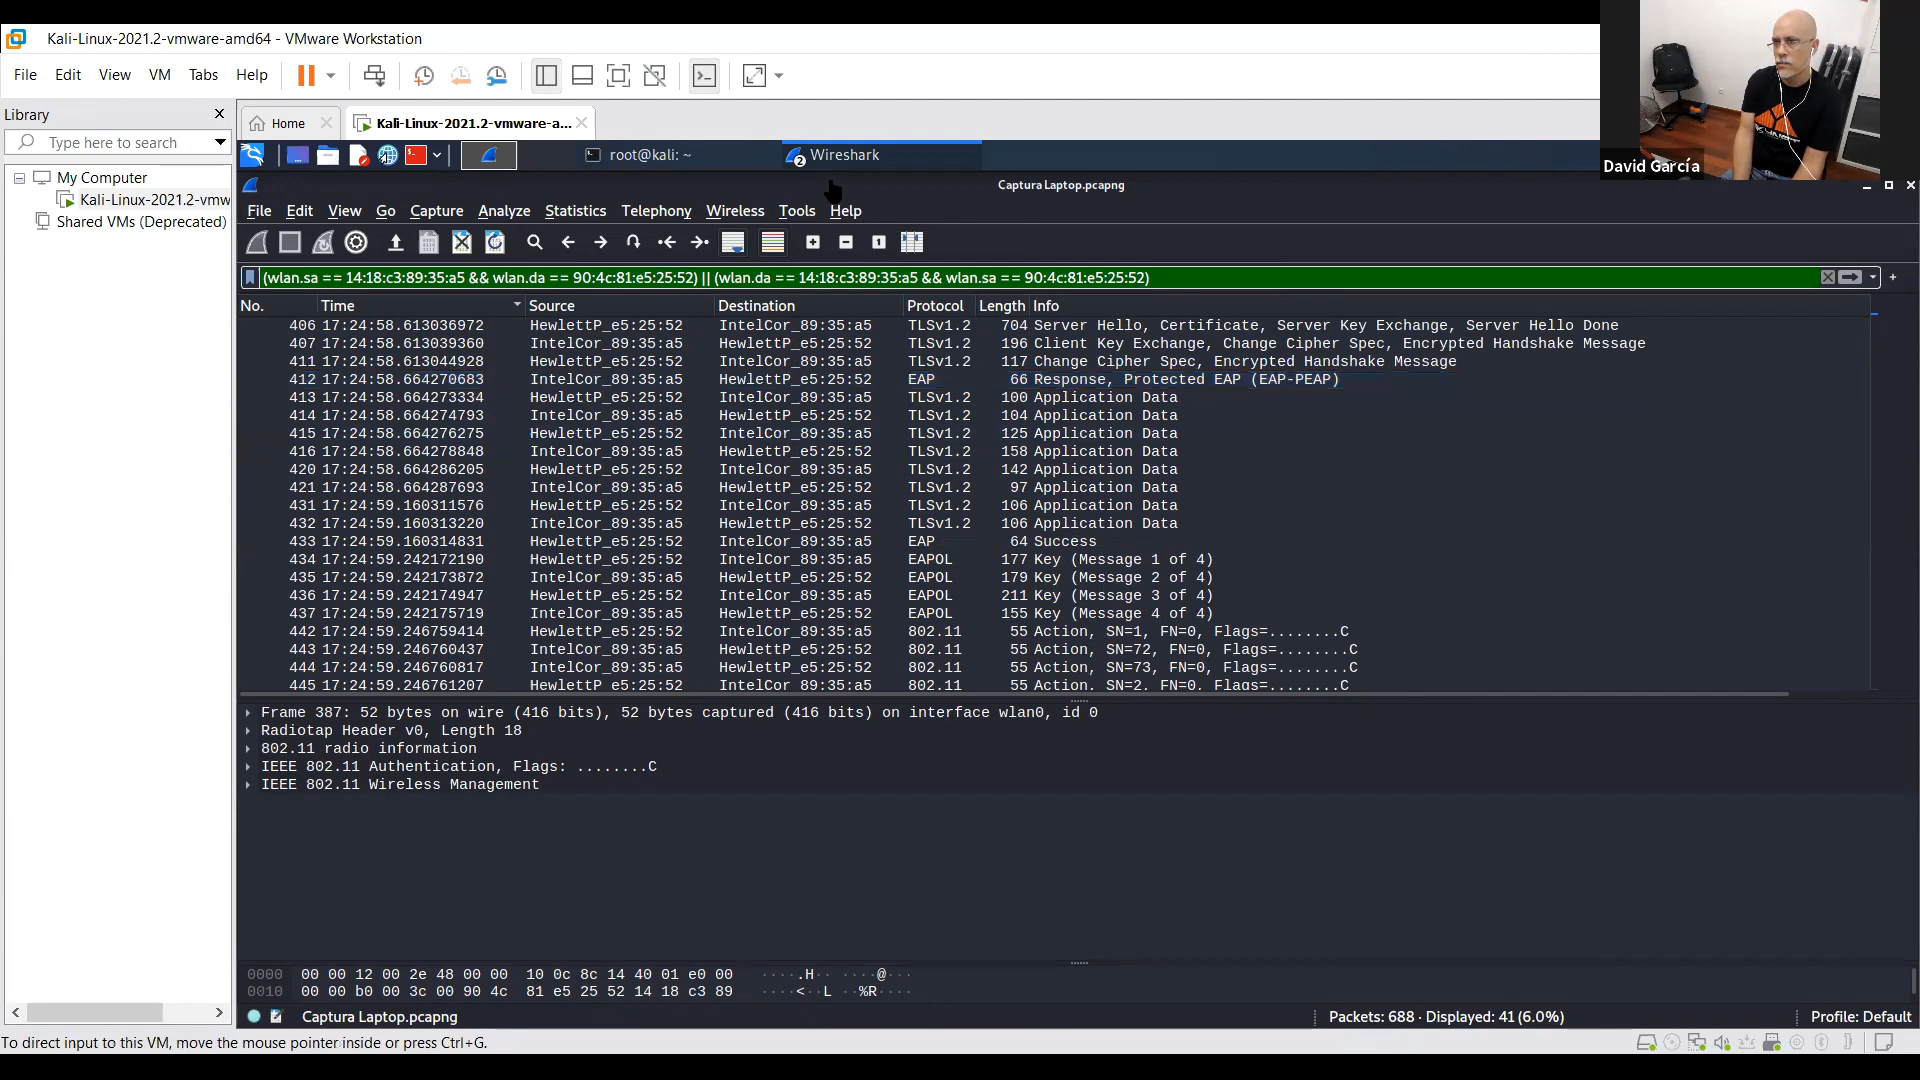 Kali-Linux-2021.2-vmware-amd64 - VMware Workstation
File Edit View VM Tabs Help
Library
Type here to search
My Computer
Kali-Linux-2021.2-vmw
Shared VMs (Deprecated)
Home
Kali-Linux-2021.2-vmware-a...
root@kali: ~
2 Wireshark
David García
Captura Laptop.pcapng
File Edit View Go Capture Analyze Statistics Telephony Wireless Tools Help
(wlan.sa == 14:18:c3:89:35:a5 && wlan.da == 90:4c:81:e5:25:52) || (wlan.da == 14:18:c3:89:35:a5 && wlan.sa == 90:4c:81:e5:25:52)
No. Time Source Destination Protocol Length Info
406 17:24:58.613036972 HewlettP_e5:25:52 IntelCor_89:35:a5 TLSv1.2 704 Server Hello, Certificate, Server Key Exchange, Server Hello Done
407 17:24:58.613039360 IntelCor_89:35:a5 HewlettP_e5:25:52 TLSv1.2 196 Client Key Exchange, Change Cipher Spec, Encrypted Handshake Message
411 17:24:58.613044928 HewlettP_e5:25:52 IntelCor_89:35:a5 TLSv1.2 117 Change Cipher Spec, Encrypted Handshake Message
412 17:24:58.664270683 IntelCor_89:35:a5 HewlettP_e5:25:52 EAP 66 Response, Protected EAP (EAP-PEAP)
413 17:24:58.664273334 HewlettP_e5:25:52 IntelCor_89:35:a5 TLSv1.2 100 Application Data
414 17:24:58.664274793 IntelCor_89:35:a5 HewlettP_e5:25:52 TLSv1.2 104 Application Data
415 17:24:58.664276275 HewlettP_e5:25:52 IntelCor_89:35:a5 TLSv1.2 125 Application Data
416 17:24:58.664278848 IntelCor_89:35:a5 HewlettP_e5:25:52 TLSv1.2 158 Application Data
420 17:24:58.664286205 HewlettP_e5:25:52 IntelCor_89:35:a5 TLSv1.2 142 Application Data
421 17:24:58.664287693 IntelCor_89:35:a5 HewlettP_e5:25:52 TLSv1.2 97 Application Data
431 17:24:59.160311576 HewlettP_e5:25:52 IntelCor_89:35:a5 TLSv1.2 106 Application Data
432 17:24:59.160313220 IntelCor_89:35:a5 HewlettP_e5:25:52 TLSv1.2 106 Application Data
433 17:24:59.160314831 HewlettP_e5:25:52 IntelCor_89:35:a5 EAP 64 Success
434 17:24:59.242172190 HewlettP_e5:25:52 IntelCor_89:35:a5 EAPOL 177 Key (Message 1 of 4)
435 17:24:59.242173872 IntelCor_89:35:a5 HewlettP_e5:25:52 EAPOL 179 Key (Message 2 of 4)
436 17:24:59.242174947 HewlettP_e5:25:52 IntelCor_89:35:a5 EAPOL 211 Key (Message 3 of 4)
437 17:24:59.242175719 IntelCor_89:35:a5 HewlettP_e5:25:52 EAPOL 155 Key (Message 4 of 4)
442 17:24:59.246759414 HewlettP_e5:25:52 IntelCor_89:35:a5 802.11 55 Action, SN=1, FN=0, Flags=........C
443 17:24:59.246760437 IntelCor_89:35:a5 HewlettP_e5:25:52 802.11 55 Action, SN=72, FN=0, Flags=........C
444 17:24:59.246760817 IntelCor_89:35:a5 HewlettP_e5:25:52 802.11 55 Action, SN=73, FN=0, Flags=........C
445 17:24:59.246761207 HewlettP_e5:25:52 IntelCor_89:35:a5 802.11 55 Action, SN=2, FN=0, Flags=........C
Frame 387: 52 bytes on wire (416 bits), 52 bytes captured (416 bits) on interface wlan0, id 0
Radiotap Header v0, Length 18
802.11 radio information
IEEE 802.11 Authentication, Flags: ........C
IEEE 802.11 Wireless Management
0000 00 00 12 00 2e 48 00 00 10 0c 8c 14 40 01 e0 00 ·····.H·· ····@···
0010 00 00 b0 00 3c 00 90 4c 81 e5 25 52 14 18 c3 89 ····<··L ··%R····
Captura Laptop.pcapng
Packets: 688 · Displayed: 41 (6.0%)
Profile: Default
To direct input to this VM, move the mouse pointer inside or press Ctrl+G.